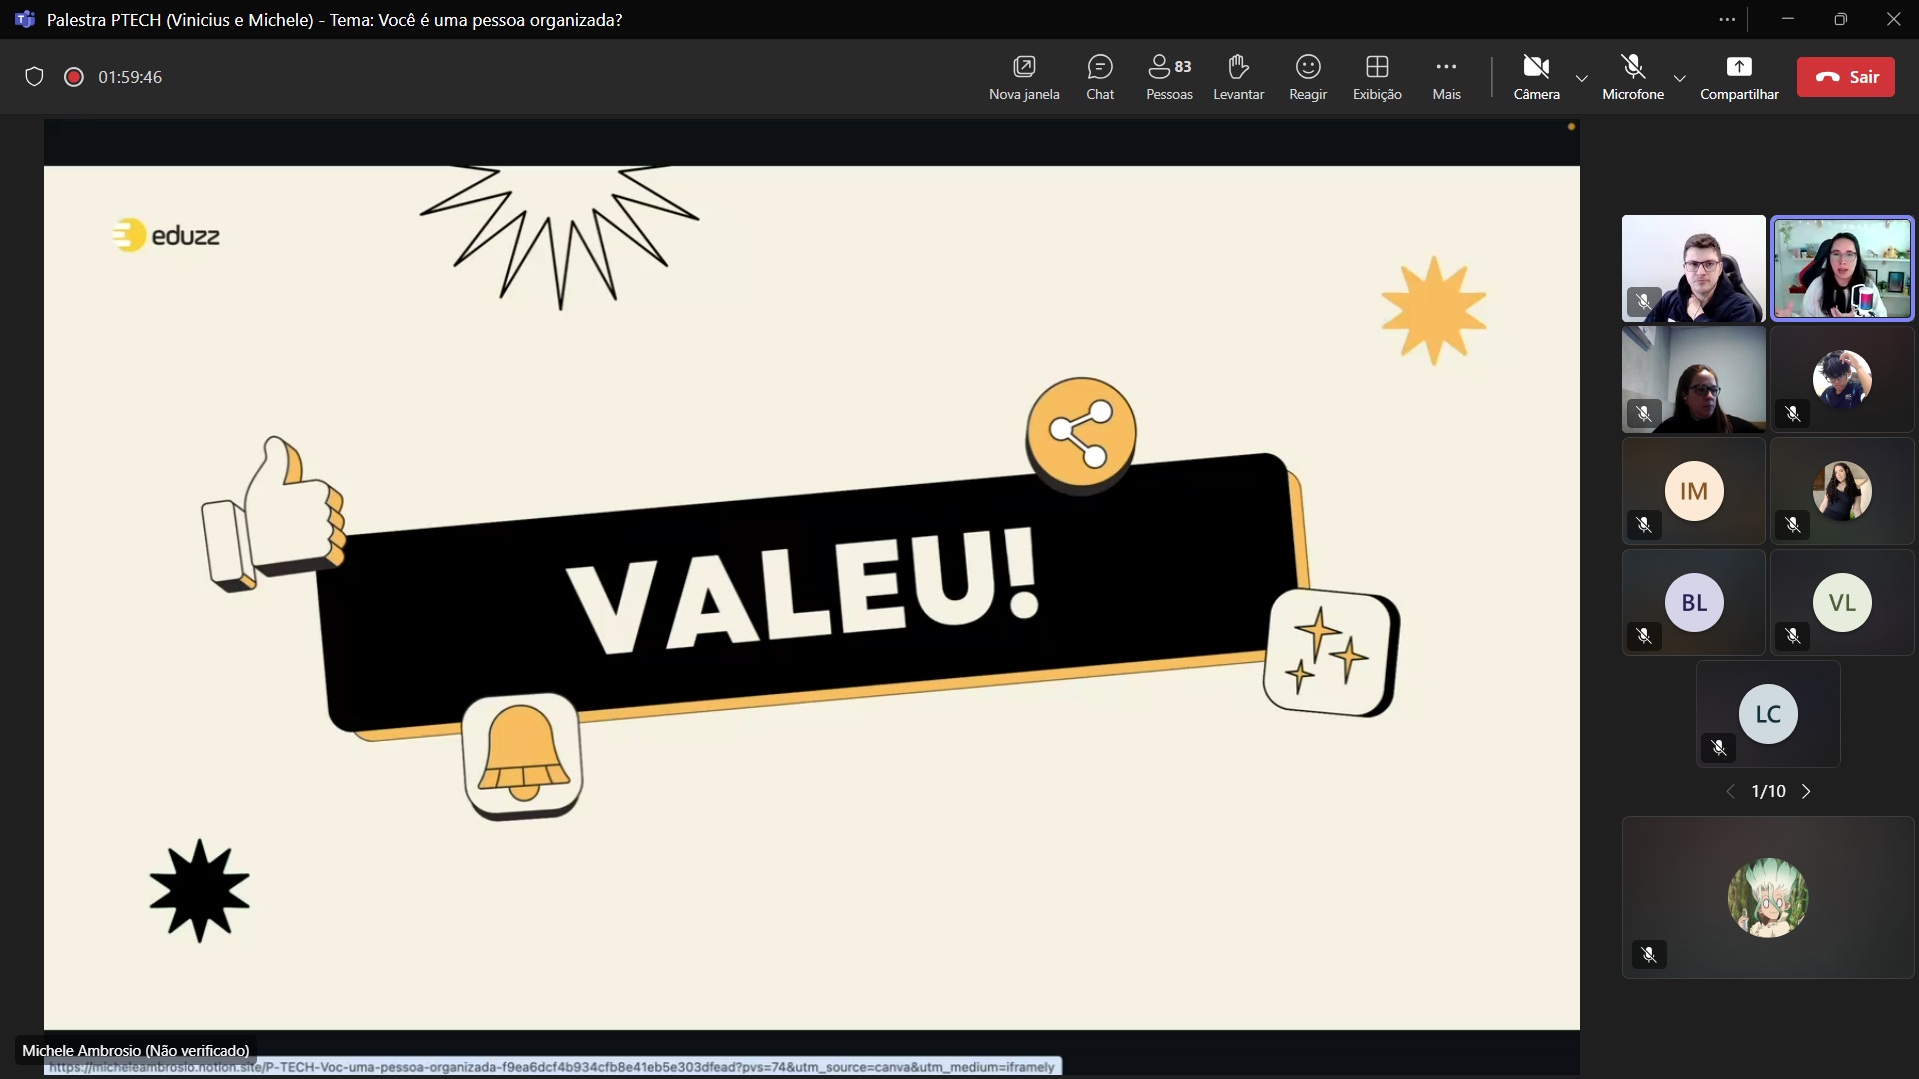 Palestra PTECH (Vinicius e Michele) - Tema: Você é uma pessoa organizada?
01:59:46
Nova janela
Chat
83
Pessoas
Levantar
Reagir
Exibição
Mais
Câmera
Microfone
Compartilhar
Sair
eduzz
VALEU!
IM
BL
VL
LC
1/10
Michele Ambrosio (Não verificado)
https://micheleambrosio.notion.site/P-TECH-Voc-uma-pessoa-organizada-f9ea6dcf4b934cfb8e41eb5e303dfead?pvs=74&utm_source=canva&utm_medium=iframely